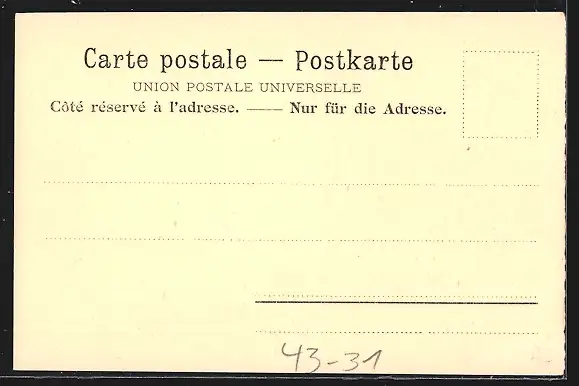 Carte postale — Postkarte
UNION POSTALE UNIVERSELLE
Côté réservé à l'adresse. —— Nur für die Adresse.
43-31